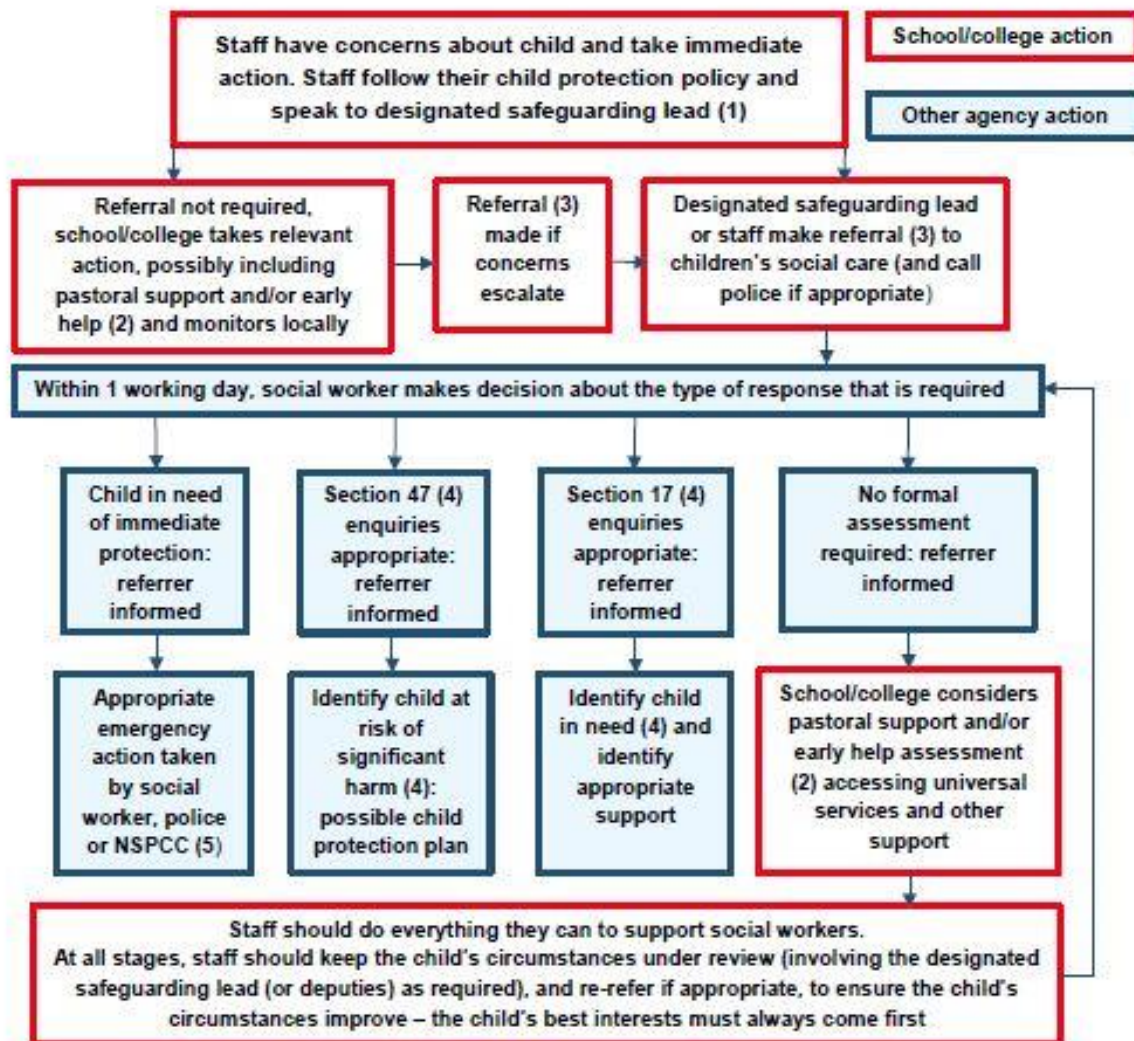 Staff have concerns about child and take immediate
action. Staff follow their child protection policy and
speak to designated safeguarding lead (1)
School/college action
Other agency action
Referral not required,
school/college takes relevant
action, possibly including
pastoral support and/or early
help (2) and monitors locally
Referral (3)
made if
concerns
escalate
Designated safeguarding lead
or staff make referral (3) to
children's social care (and call
police if appropriate)
Within 1 working day, social worker makes decision about the type of response that is required
Child in need
of immediate
protection:
referrer
informed
Section 47 (4)
enquiries
appropriate:
referrer
informed
Section 17 (4)
enquiries
appropriate:
referrer
informed
No formal
assessment
required: referrer
informed
Appropriate
emergency
action taken
by social
worker, police
or NSPCC (5)
Identify child at
risk of
significant
harm (4):
possible child
protection plan
Identify child
in need (4) and
identify
appropriate
support
School/college considers
pastoral support and/or
early help assessment
(2) accessing universal
services and other
support
Staff should do everything they can to support social workers.
At all stages, staff should keep the child's circumstances under review (involving the designated
safeguarding lead (or deputies) as required), and re-refer if appropriate, to ensure the child's
circumstances improve – the child's best interests must always come first